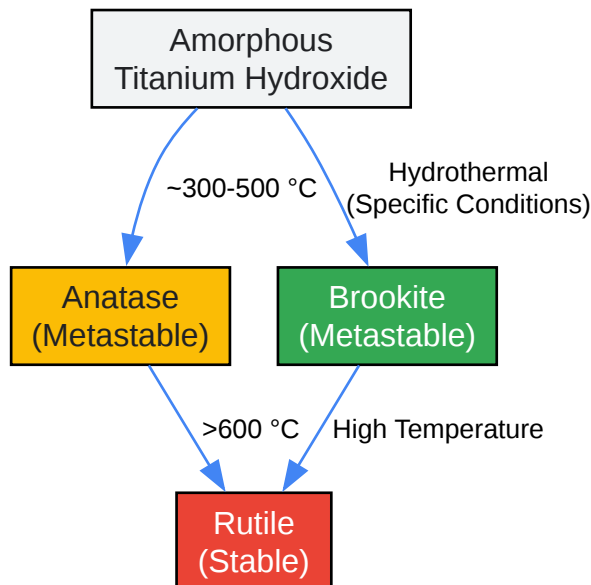 Amorphous
Titanium Hydroxide
~300-500 °C
Hydrothermal
(Specific Conditions)
Anatase
(Metastable)
Brookite
(Metastable)
>600 °C
High Temperature
Rutile
(Stable)